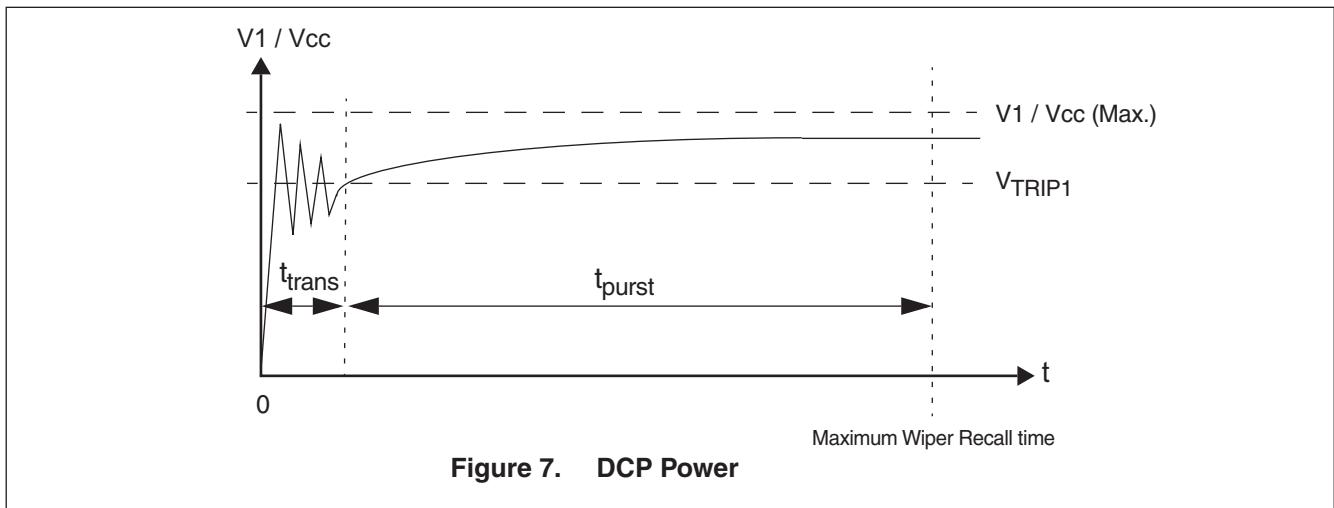 V1 / Vcc
V1 / Vcc (Max.)
VTRIP1
ttrans
tpurst
t
0
Maximum Wiper Recall time
Figure 7. DCP Power